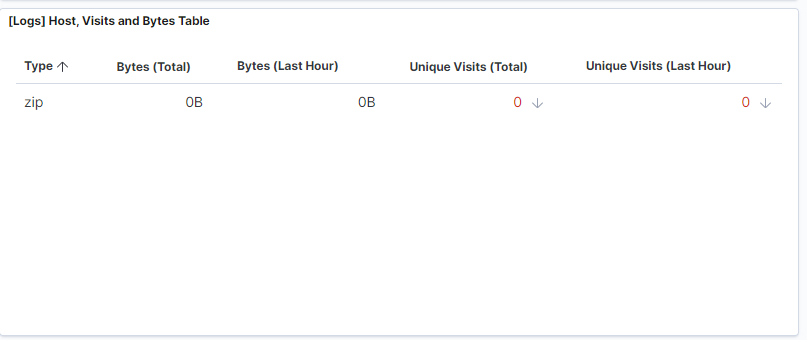 [Logs] Host, Visits and Bytes Table
Type ↑ Bytes (Total) Bytes (Last Hour) Unique Visits (Total) Unique Visits (Last Hour)
zip 0B 0B 0 ↓ 0 ↓